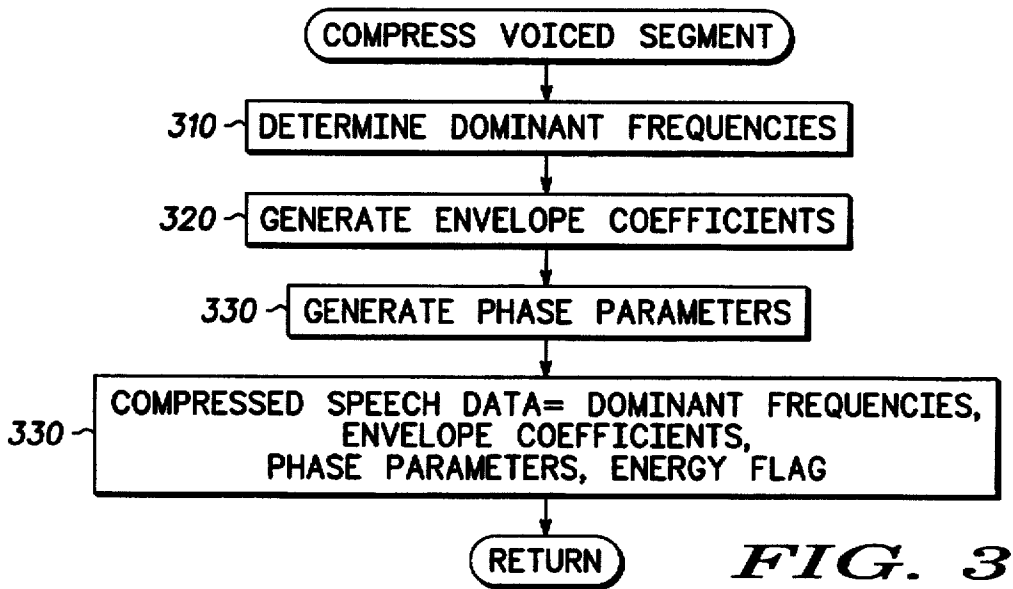 COMPRESS VOICED SEGMENT
310 DETERMINE DOMINANT FREQUENCIES
320 GENERATE ENVELOPE COEFFICIENTS
330 GENERATE PHASE PARAMETERS
COMPRESSED SPEECH DATA= DOMINANT FREQUENCIES,
330 ENVELOPE COEFFICIENTS,
PHASE PARAMETERS, ENERGY FLAG
RETURN
FIG. 3